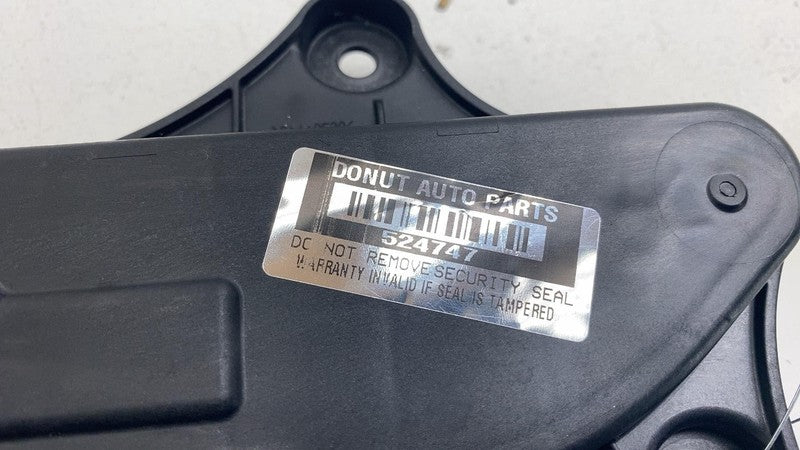 DONUT AUTO PARTS
524747
DO NOT REMOVE SECURITY SEAL
WARRANTY INVALID IF SEAL IS TAMPERED